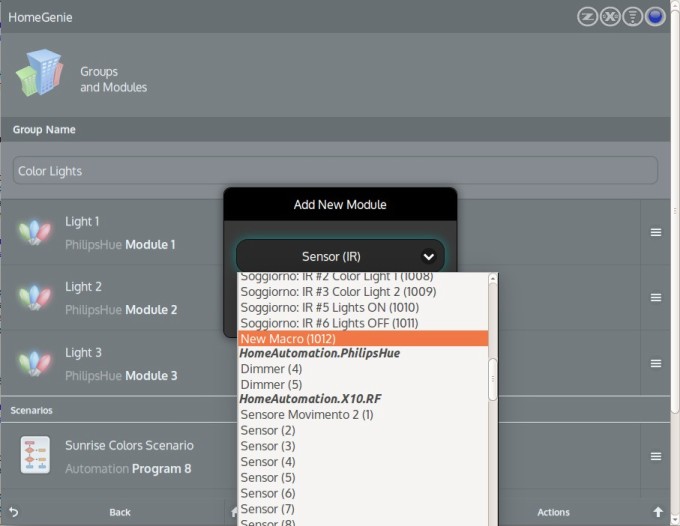 HomeGenie
Groups
and Modules
Group Name
Color Lights
Add New Module
Sensor (IR)
Light 1
PhilipsHue Module 1
Light 2
PhilipsHue Module 2
Light 3
PhilipsHue Module 3
Soggiorno: IR #2 Color Light 1 (1008)
Soggiorno: IR #3 Color Light 2 (1009)
Soggiorno: IR #5 Lights ON (1010)
Soggiorno: IR #6 Lights OFF (1011)
New Macro (1012)
HomeAutomation.PhilipsHue
Dimmer (4)
Dimmer (5)
HomeAutomation.X10.RF
Sensore Movimento 2 (1)
Sensor (2)
Sensor (3)
Sensor (4)
Sensor (5)
Sensor (6)
Sensor (7)
Sensor (8)
Scenarios
Sunrise Colors Scenario
Automation Program 8
Back
Actions